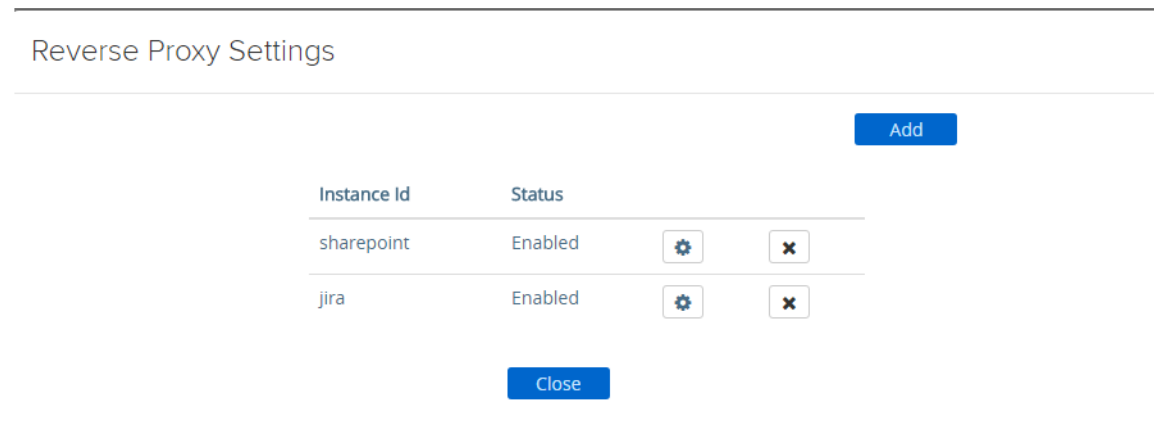 Reverse Proxy Settings
Add
Instance Id Status
sharepoint Enabled
jira Enabled
Close